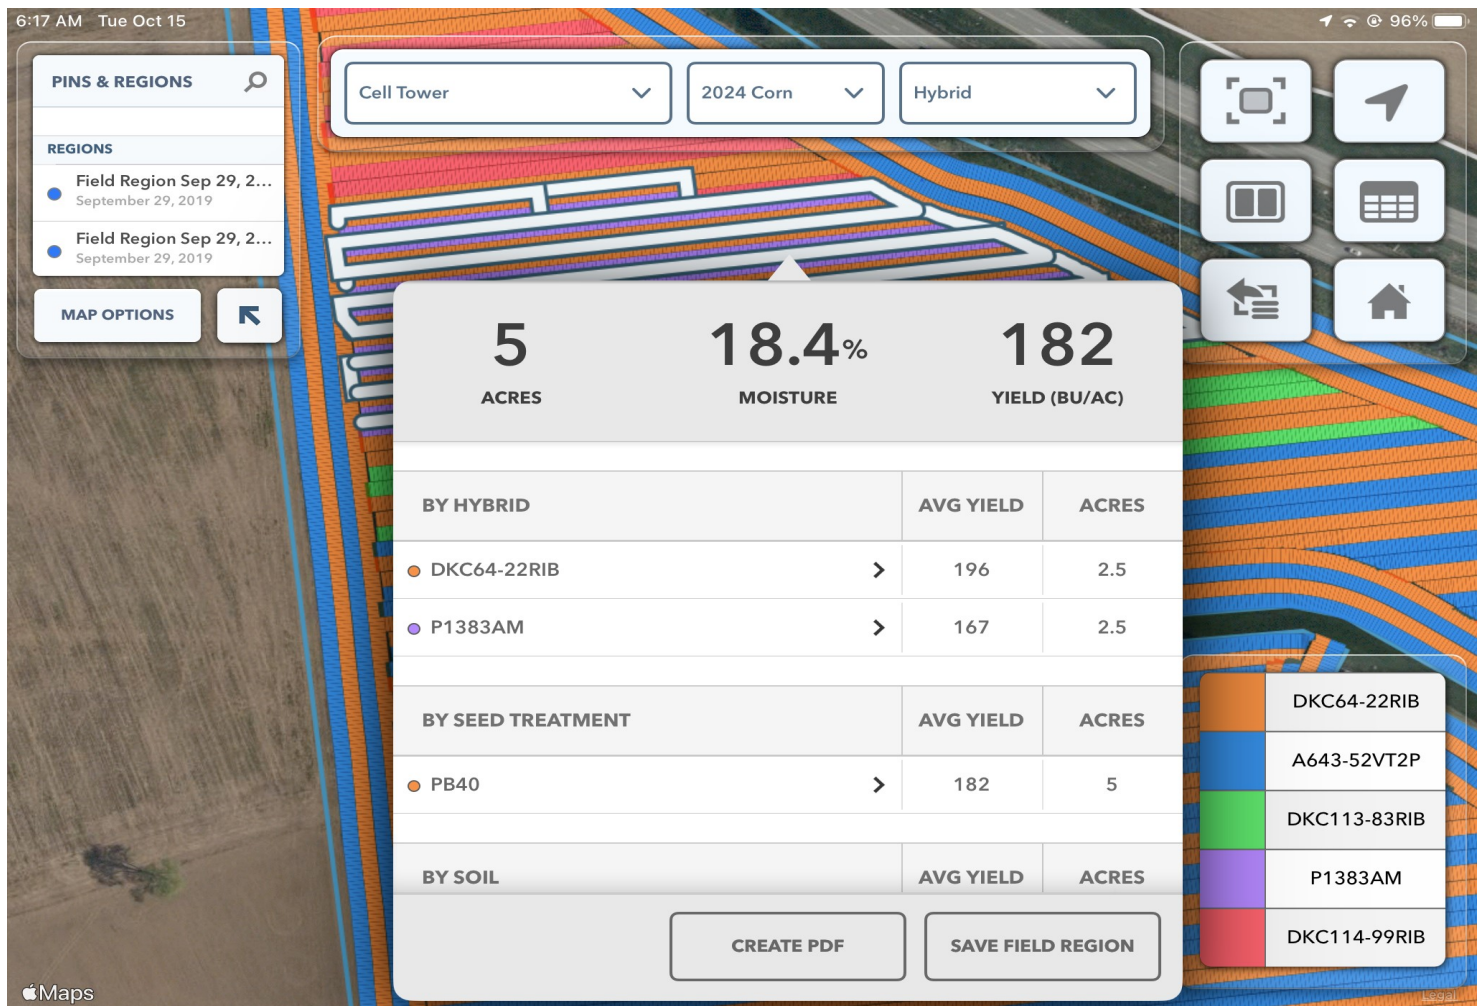 6:17 AM Tue Oct 15
96%
PINS & REGIONS
REGIONS
Field Region Sep 29, 2...
September 29, 2019
Field Region Sep 29, 2...
September 29, 2019
MAP OPTIONS
Cell Tower
2024 Corn
Hybrid
5 18.4% 182
ACRES MOISTURE YIELD (BU/AC)
BY HYBRID AVG YIELD ACRES
DKC64-22RIB 196 2.5
P1383AM 167 2.5
BY SEED TREATMENT AVG YIELD ACRES
PB40 182 5
BY SOIL AVG YIELD ACRES
CREATE PDF SAVE FIELD REGION
DKC64-22RIB
A643-52VT2P
DKC113-83RIB
P1383AM
DKC114-99RIB
Maps
Legal